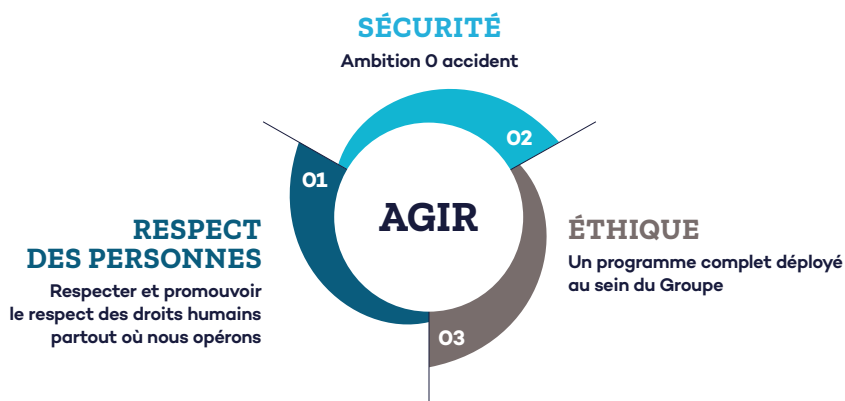 SÉCURITÉ
Ambition 0 accident
02
01
AGIR
RESPECT
DES PERSONNES
Respecter et promouvoir
le respect des droits humains
partout où nous opérons
ÉTHIQUE
Un programme complet déployé
au sein du Groupe
03